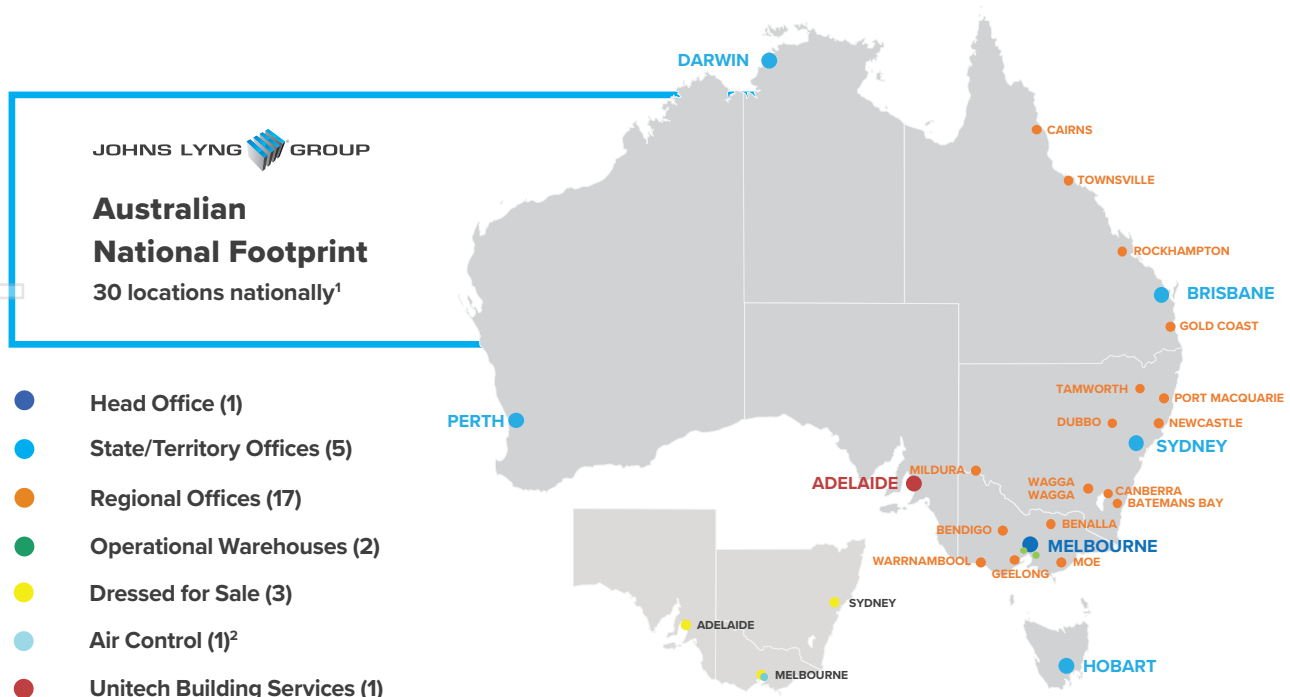 JOHNS LYNG GROUP
Australian
National Footprint
30 locations nationally¹
Head Office (1)
State/Territory Offices (5)
Regional Offices (17)
Operational Warehouses (2)
Dressed for Sale (3)
Air Control (1)²
Unitech Building Services (1)
DARWIN
CAIRNS
TOWNSVILLE
ROCKHAMPTON
BRISBANE
GOLD COAST
TAMWORTH
PORT MACQUARIE
PERTH
DUBBO
NEWCASTLE
SYDNEY
MILDURA
ADELAIDE
WAGGA
WAGGA
CANBERRA
BATEMANS BAY
BENDIGO
BENALLA
MELBOURNE
WARRNAMBOOL
MOE
GEELONG
SYDNEY
ADELAIDE
MELBOURNE
HOBART